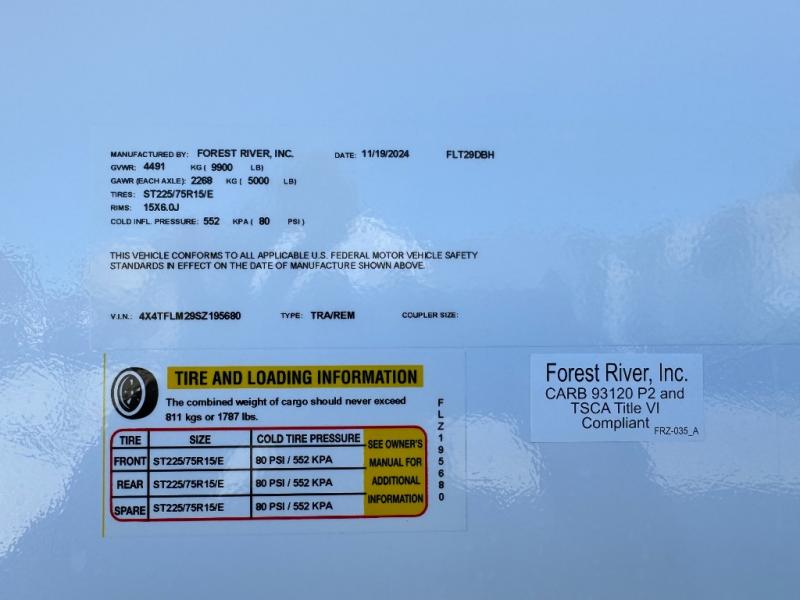 MANUFACTURED BY: FOREST RIVER, INC. DATE: 11/19/2024 FLT29DBH
GVWR: 4491 KG ( 9900 LB)
GAWR (EACH AXLE): 2268 KG ( 5000 LB)
TIRES: ST225/75R15/E
RIMS: 15X6.0J
COLD INFL. PRESSURE: 552 KPA ( 80 PSI )
THIS VEHICLE CONFORMS TO ALL APPLICABLE U.S. FEDERAL MOTOR VEHICLE SAFETY
STANDARDS IN EFFECT ON THE DATE OF MANUFACTURE SHOWN ABOVE.
V.I.N.: 4X4TFLM29SZ195680 TYPE: TRA/REM COUPLER SIZE:
TIRE AND LOADING INFORMATION
The combined weight of cargo should never exceed
811 kgs or 1787 lbs.
TIRE SIZE COLD TIRE PRESSURE
FRONT ST225/75R15/E 80 PSI / 552 KPA
REAR ST225/75R15/E 80 PSI / 552 KPA
SPARE ST225/75R15/E 80 PSI / 552 KPA
SEE OWNER'S
MANUAL FOR
ADDITIONAL
INFORMATION
FLZ195680
Forest River, Inc.
CARB 93120 P2 and
TSCA Title VI
Compliant
FRZ-035_A